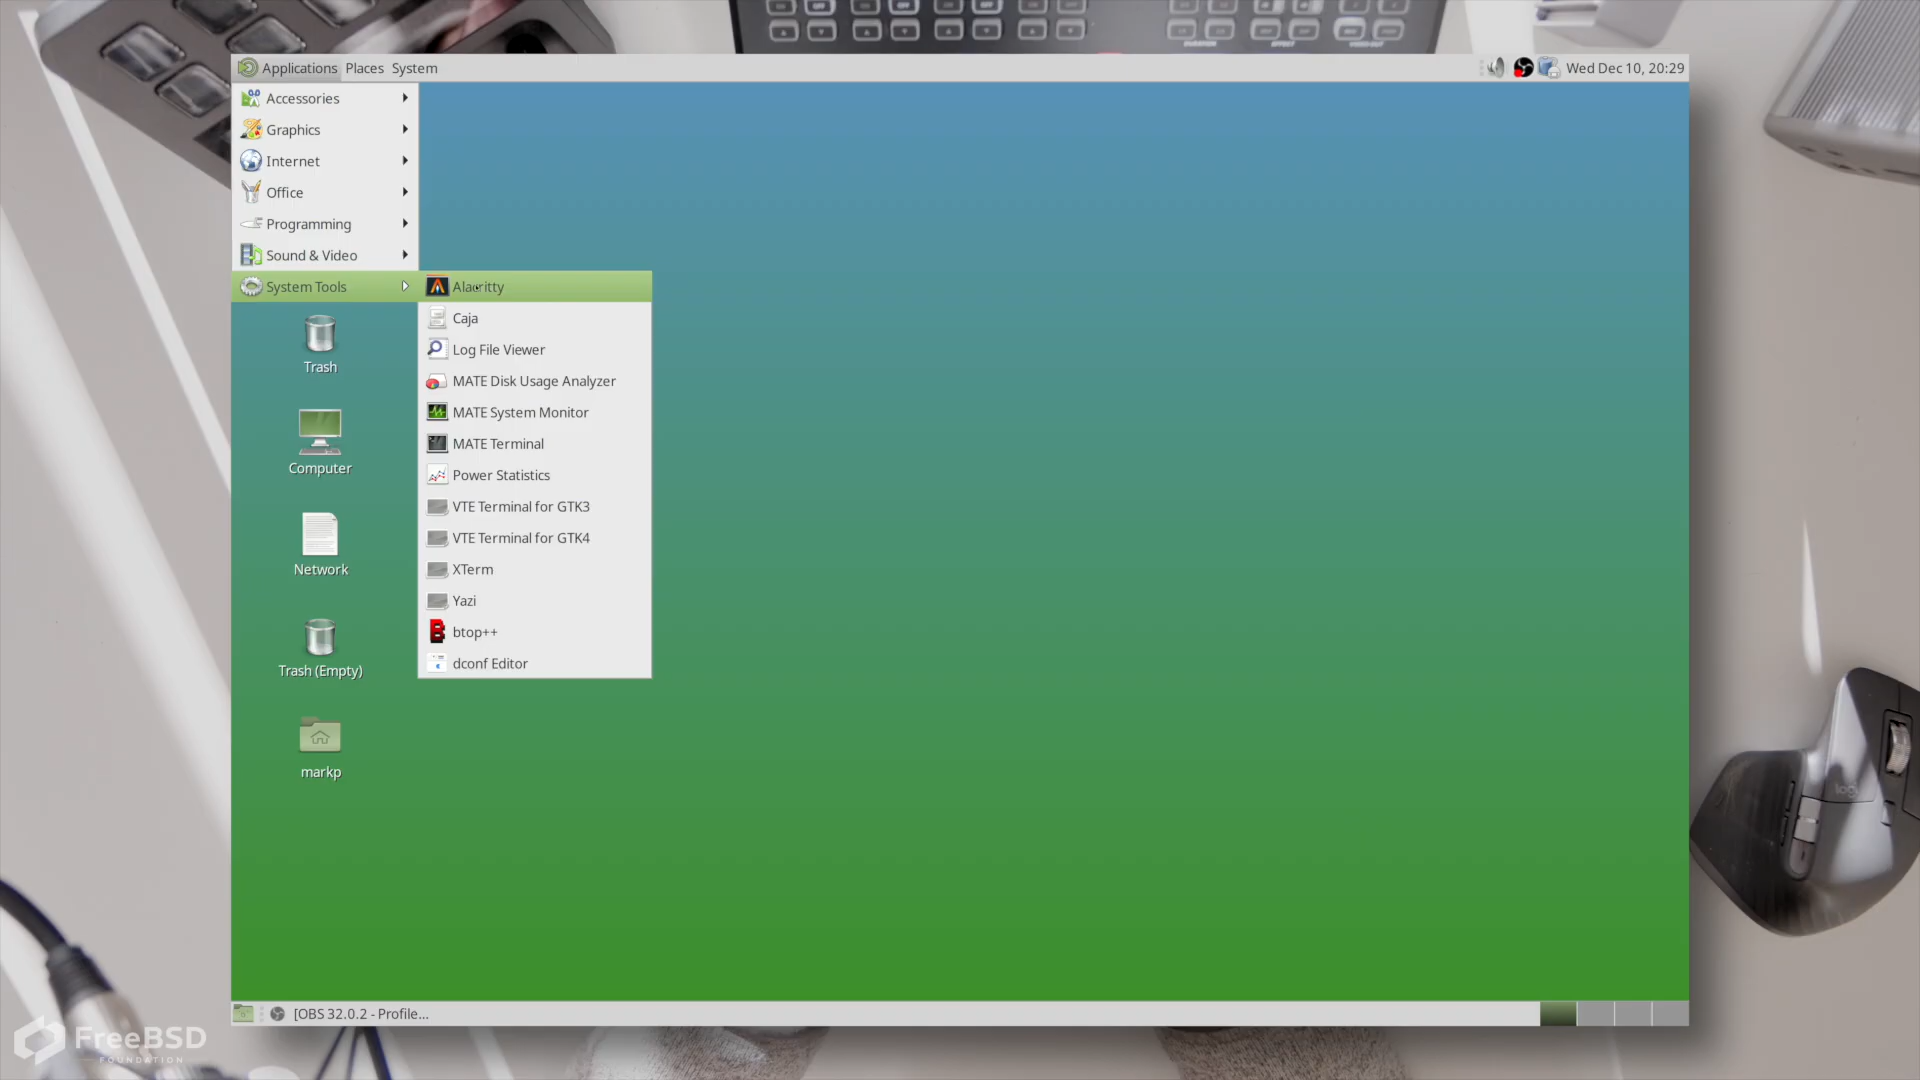 Applications Places System
Wed Dec 10, 20:29
Accessories
Graphics
Internet
Office
Programming
Sound & Video
System Tools
Alacritty
Caja
Log File Viewer
MATE Disk Usage Analyzer
MATE System Monitor
MATE Terminal
Power Statistics
VTE Terminal for GTK3
VTE Terminal for GTK4
XTerm
Yazi
btop++
dconf Editor
Trash
Computer
Network
Trash (Empty)
markp
[OBS 32.0.2 - Profile...
FreeBSD
FOUNDATION